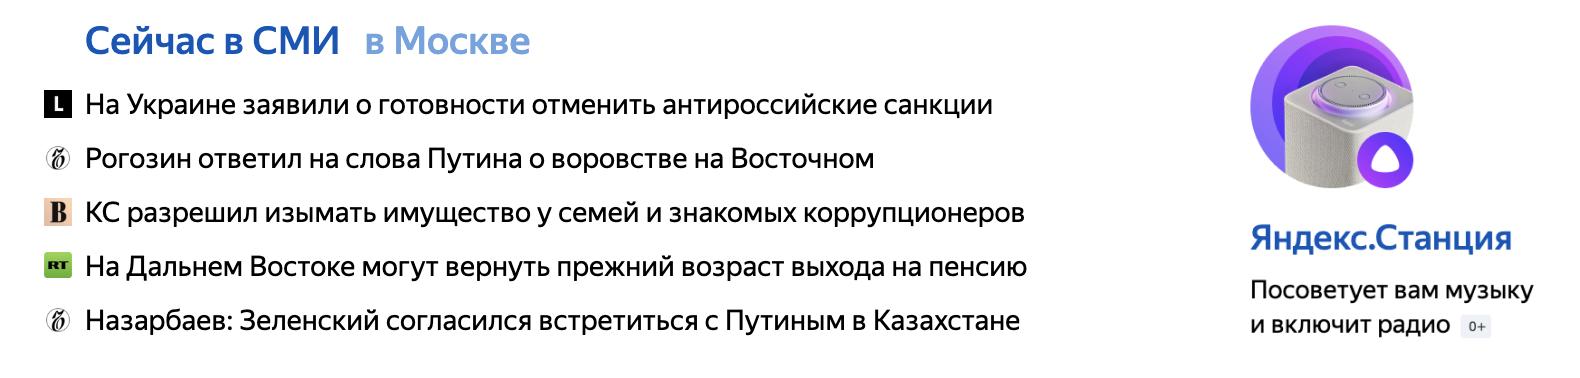 Сейчас в СМИ в Москве
L На Украине заявили о готовности отменить антироссийские санкции
Ъ Рогозин ответил на слова Путина о воровстве на Восточном
В КС разрешил изымать имущество у семей и знакомых коррупционеров
RT На Дальнем Востоке могут вернуть прежний возраст выхода на пенсию
Ъ Назарбаев: Зеленский согласился встретиться с Путиным в Казахстане
Яндекс.Станция
Посоветует вам музыку
и включит радио 0+